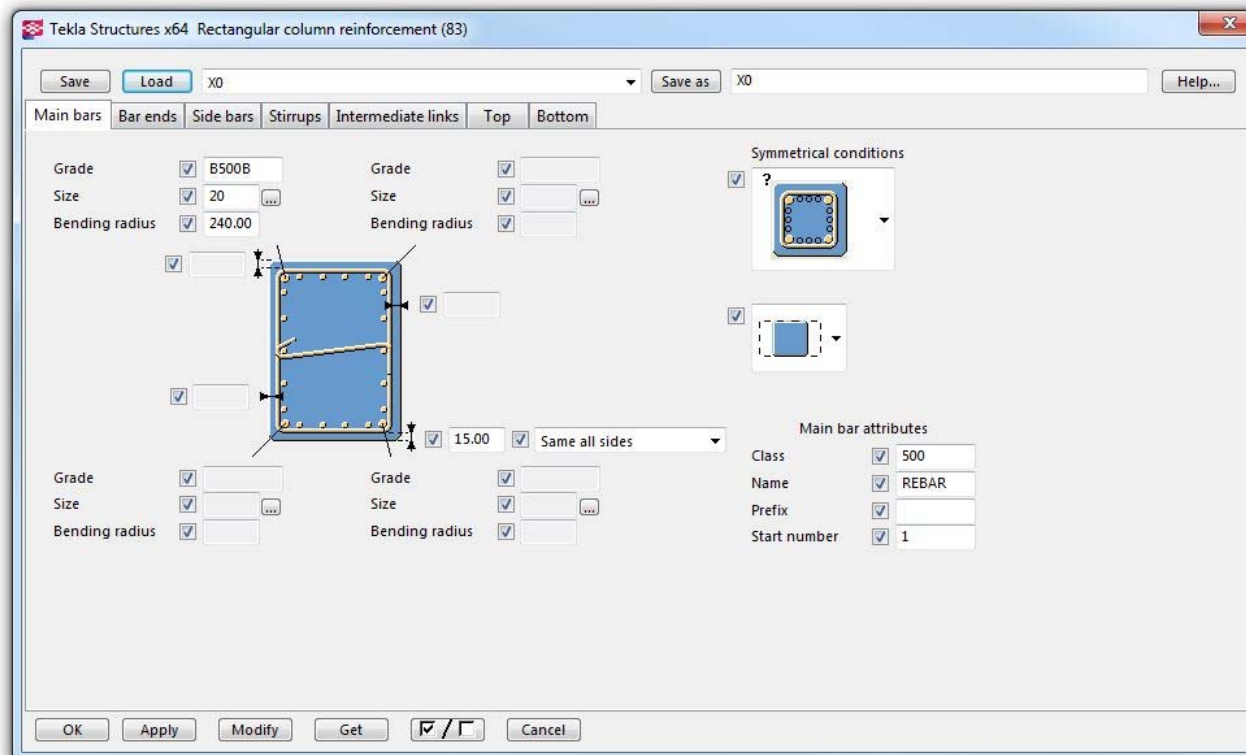 Tekla Structures x64 Rectangular column reinforcement (83)
Save Load X0 Save as X0 Help...
Main bars Bar ends Side bars Stirrups Intermediate links Top Bottom
Symmetrical conditions
Grade B500B Grade
Size 20 ... Size ...
Bending radius 240.00 Bending radius
?
15.00 Same all sides
Main bar attributes
Class 500
Name REBAR
Prefix
Start number 1
Grade Grade
Size ... Size ...
Bending radius Bending radius
OK Apply Modify Get / Cancel